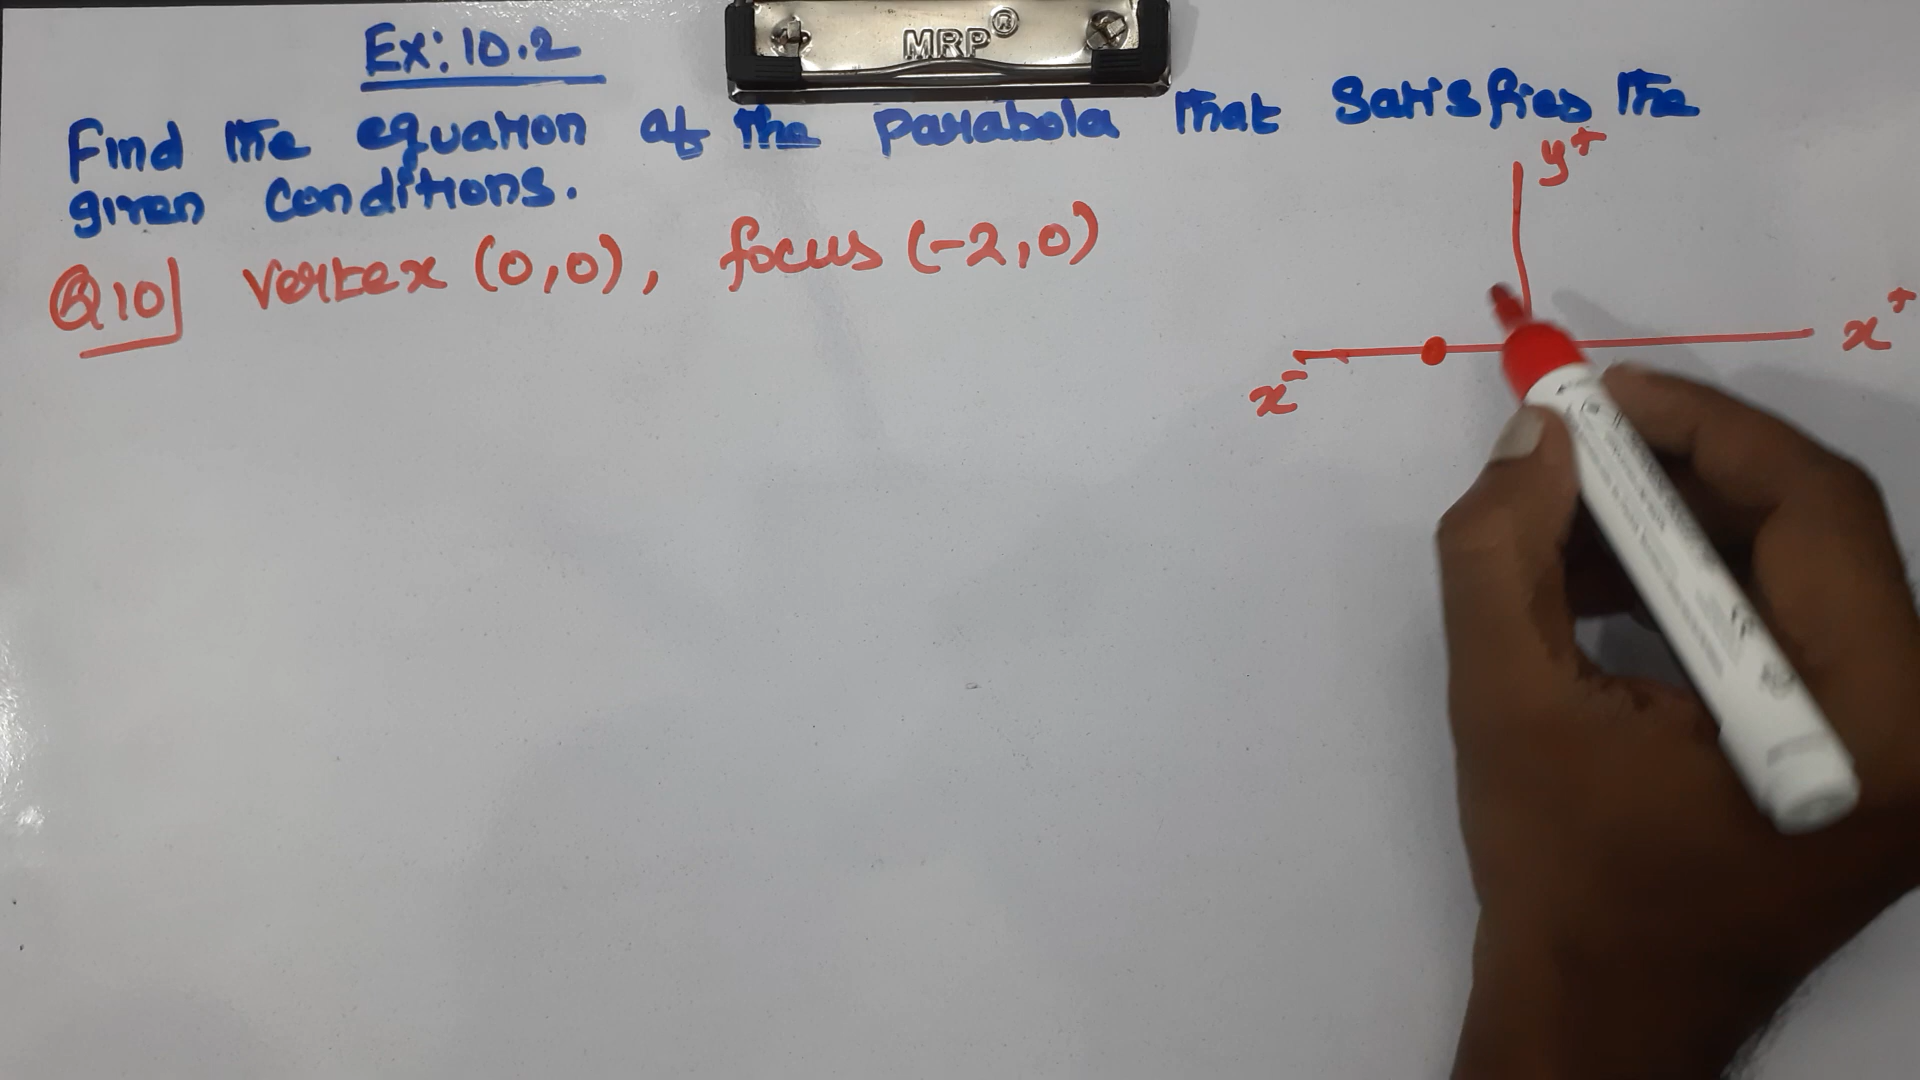 Ex: 10.2
MRP®
Find the equation of the parabola that satisfies the
given conditions.
Q10] vertex (0,0), focus (-2,0)
y+
x+
x-